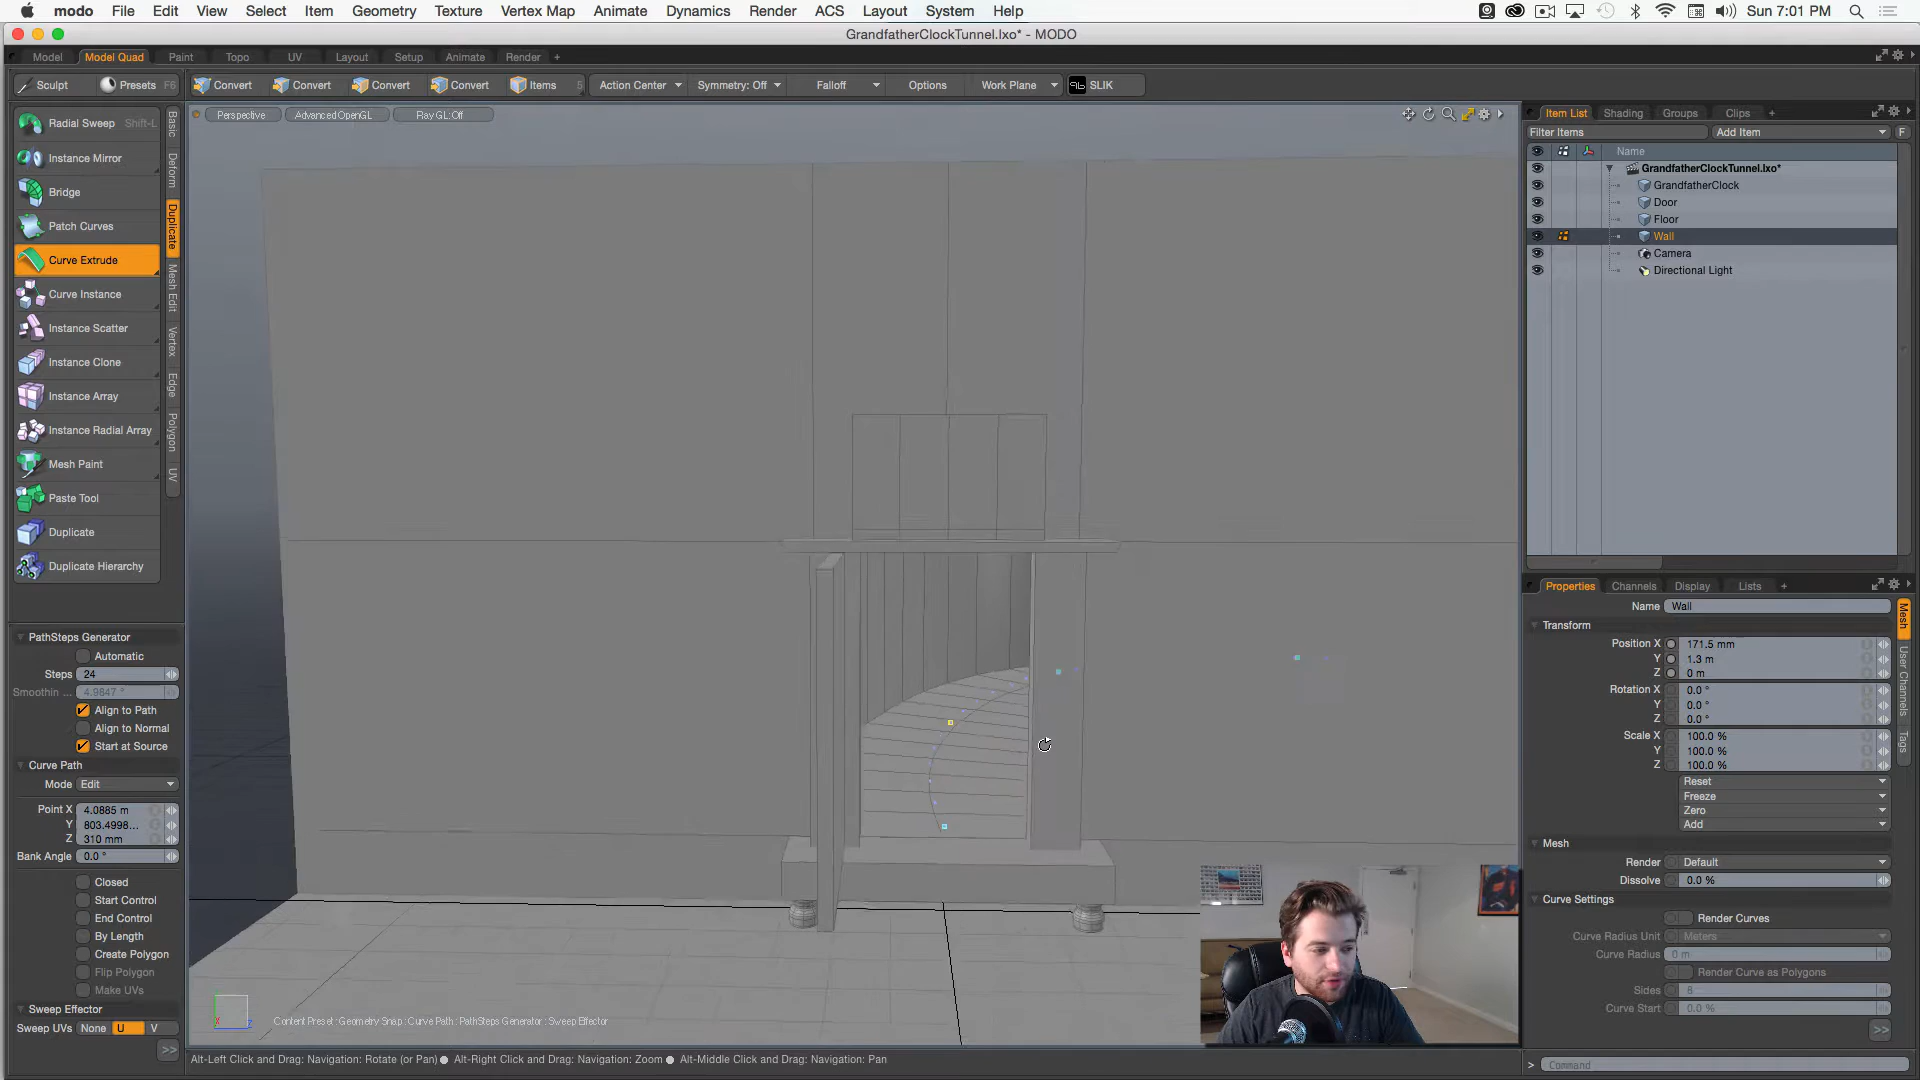 modo File Edit View Select Item Geometry Texture Vertex Map Animate Dynamics Render ACS Layout System Help Sun 7:01 PM
GrandfatherClockTunnel.lxo* - MODO
Model Model Quad Paint Topo UV Layout Setup Animate Render +
Sculpt Presets F6 Convert Convert Convert Convert Items 5 Action Center Symmetry: Off Falloff Options Work Plane SLIK
Perspective Advanced OpenGL Ray GL: Off
Radial Sweep Shift-L
Instance Mirror
Bridge
Patch Curves
Curve Extrude
Curve Instance
Instance Scatter
Instance Clone
Instance Array
Instance Radial Array
Mesh Paint
Paste Tool
Duplicate
Duplicate Hierarchy
Basic
Deform
Duplicate
Mesh Edit
Vertex
Edge
Polygon
UV
PathSteps Generator
Automatic
Steps 24
Smoothin ... 4.9847 °
Align to Path
Align to Normal
Start at Source
Curve Path
Mode Edit
Point X 4.0885 m
Y 803.4998...
Z 310 mm
Bank Angle 0.0 °
Closed
Start Control
End Control
By Length
Create Polygon
Flip Polygon
Make UVs
Sweep Effector
Sweep UVs None U V
>>
Content Preset : Geometry Snap : Curve Path : PathSteps Generator : Sweep Effector
Alt-Left Click and Drag: Navigation: Rotate (or Pan) ● Alt-Right Click and Drag: Navigation: Zoom ● Alt-Middle Click and Drag: Navigation: Pan
Item List Shading Groups Clips +
Filter Items Add Item F
Name
GrandfatherClockTunnel.lxo*
GrandfatherClock
Door
Floor
Wall
Camera
Directional Light
Properties Channels Display Lists +
Name Wall
Transform
Position X 171.5 mm
Y 1.3 m
Z 0 m
Rotation X 0.0 °
Y 0.0 °
Z 0.0 °
Scale X 100.0 %
Y 100.0 %
Z 100.0 %
Reset
Freeze
Zero
Add
Mesh
Render Default
Dissolve 0.0 %
Curve Settings
Render Curves
Curve Radius Unit Meters
Curve Radius 0 m
Render Curve as Polygons
Sides 8
Curve Start 0.0 %
>>
Mesh
User Channels
Tags
> Command